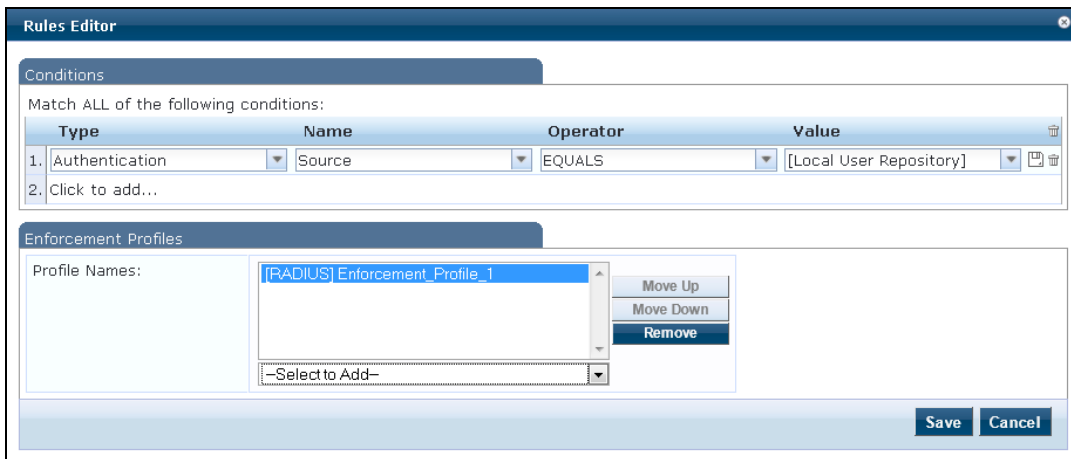 Rules Editor
Conditions
Match ALL of the following conditions:
Type Name Operator Value
1. Authentication Source EQUALS [Local User Repository]
2. Click to add...
Enforcement Profiles
Profile Names:
[RADIUS] Enforcement_Profile_1
Move Up
Move Down
Remove
--Select to Add--
Save Cancel